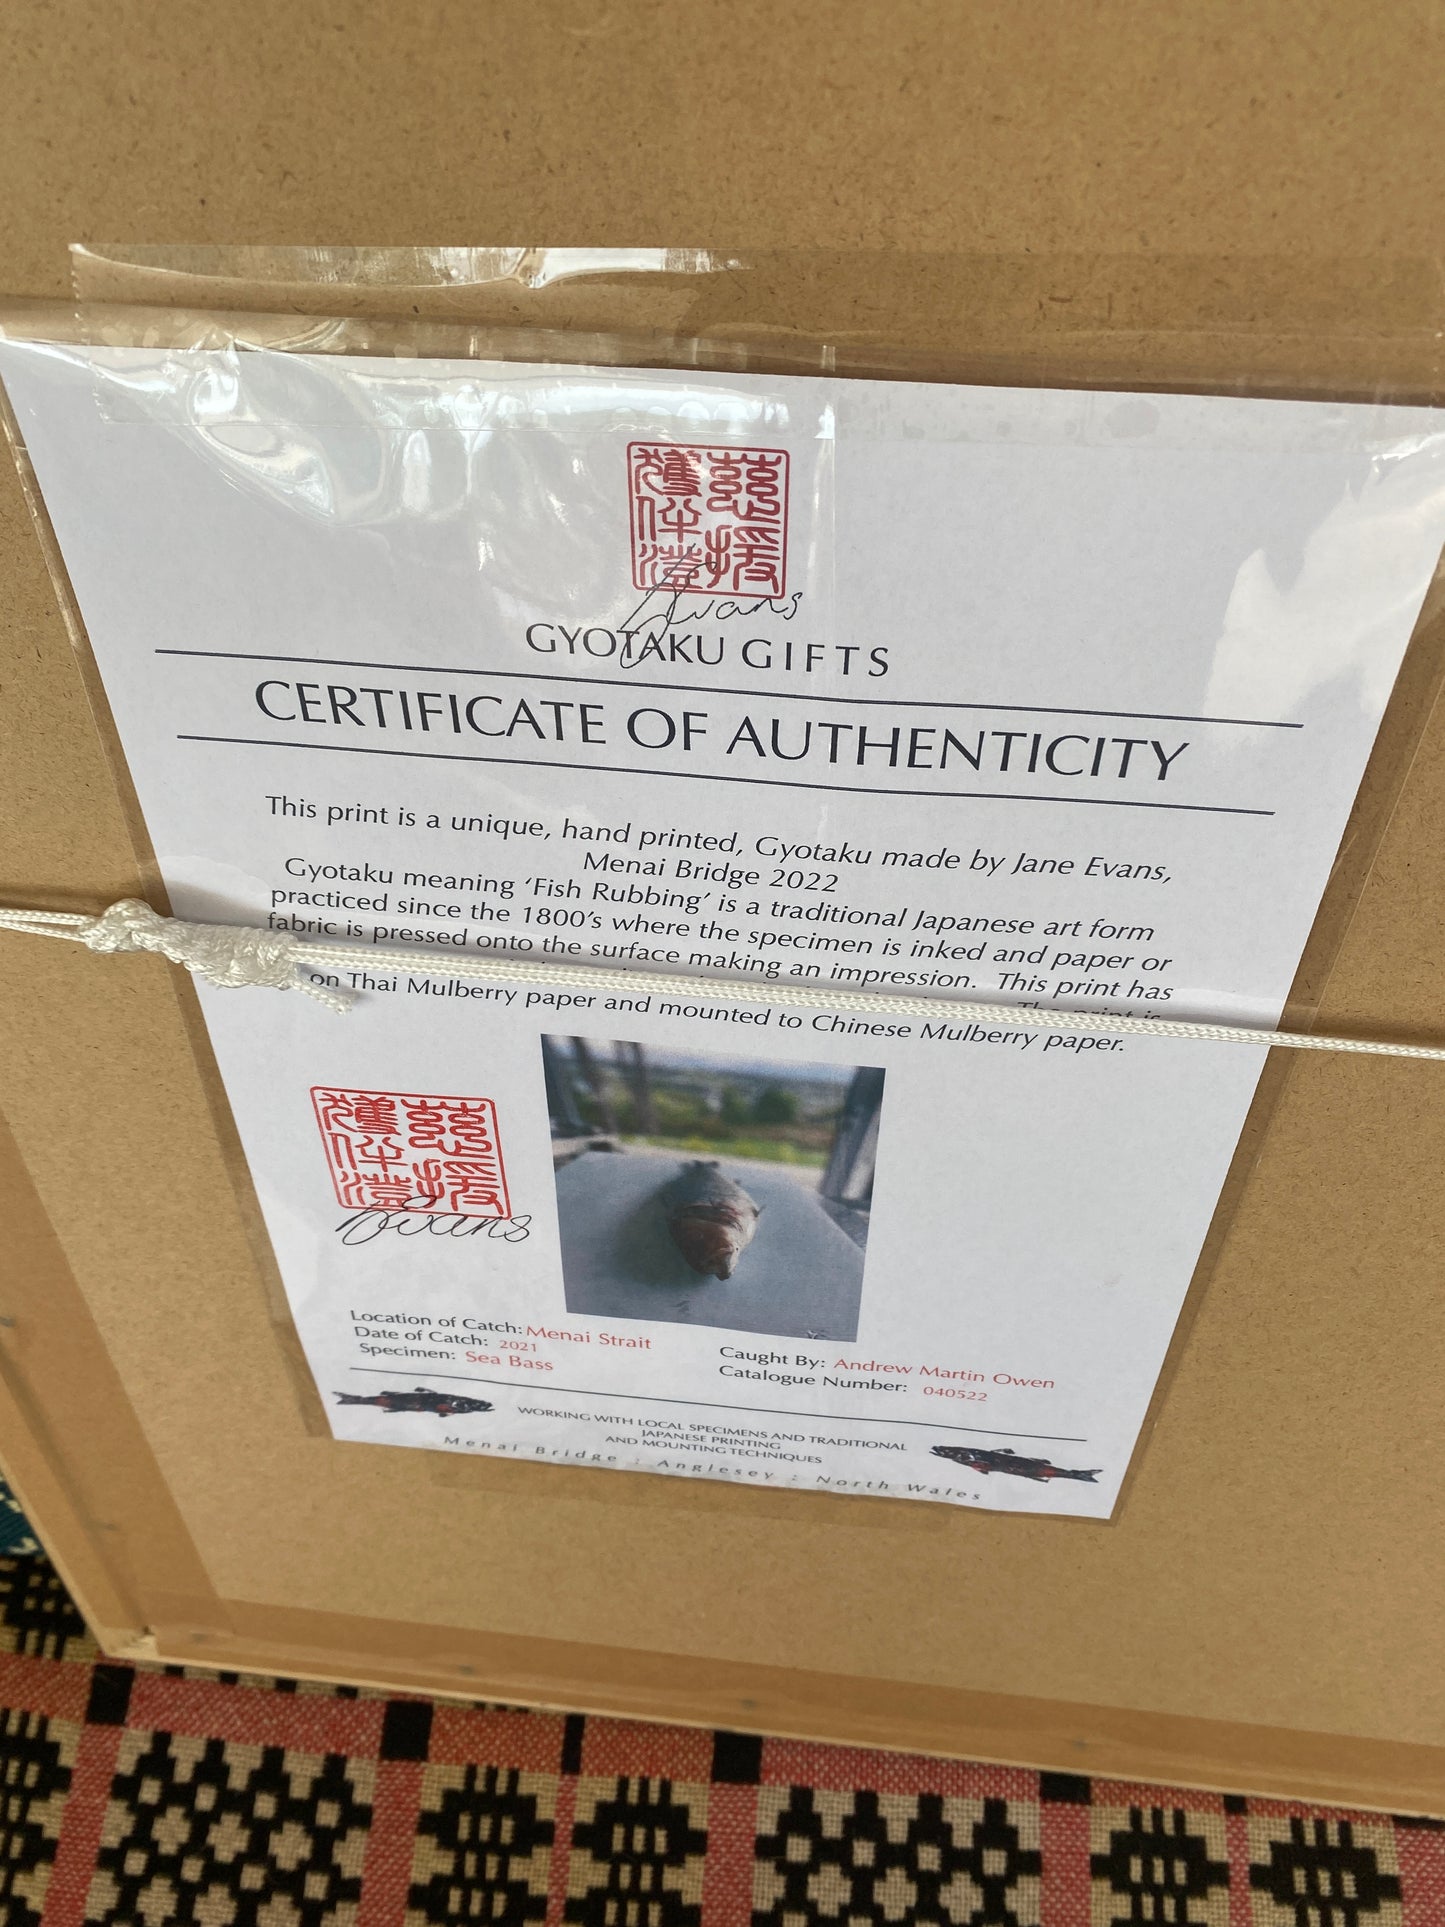 Evans
GYOTAKU GIFTS
CERTIFICATE OF AUTHENTICITY
This print is a unique, hand printed, Gyotaku made by Jane Evans,
Menai Bridge 2022
Gyotaku meaning ‘Fish Rubbing’ is a traditional Japanese art form
practiced since the 1800’s where the specimen is inked and paper or
fabric is pressed onto the surface making an impression. This print has
The print is
on Thai Mulberry paper and mounted to Chinese Mulberry paper.
Evans
Location of Catch: Menai Strait
Date of Catch: 2021
Specimen: Sea Bass
Caught By: Andrew Martin Owen
Catalogue Number: 040522
WORKING WITH LOCAL SPECIMENS AND TRADITIONAL
JAPANESE PRINTING
AND MOUNTING TECHNIQUES
Menai Bridge : Anglesey : North Wales